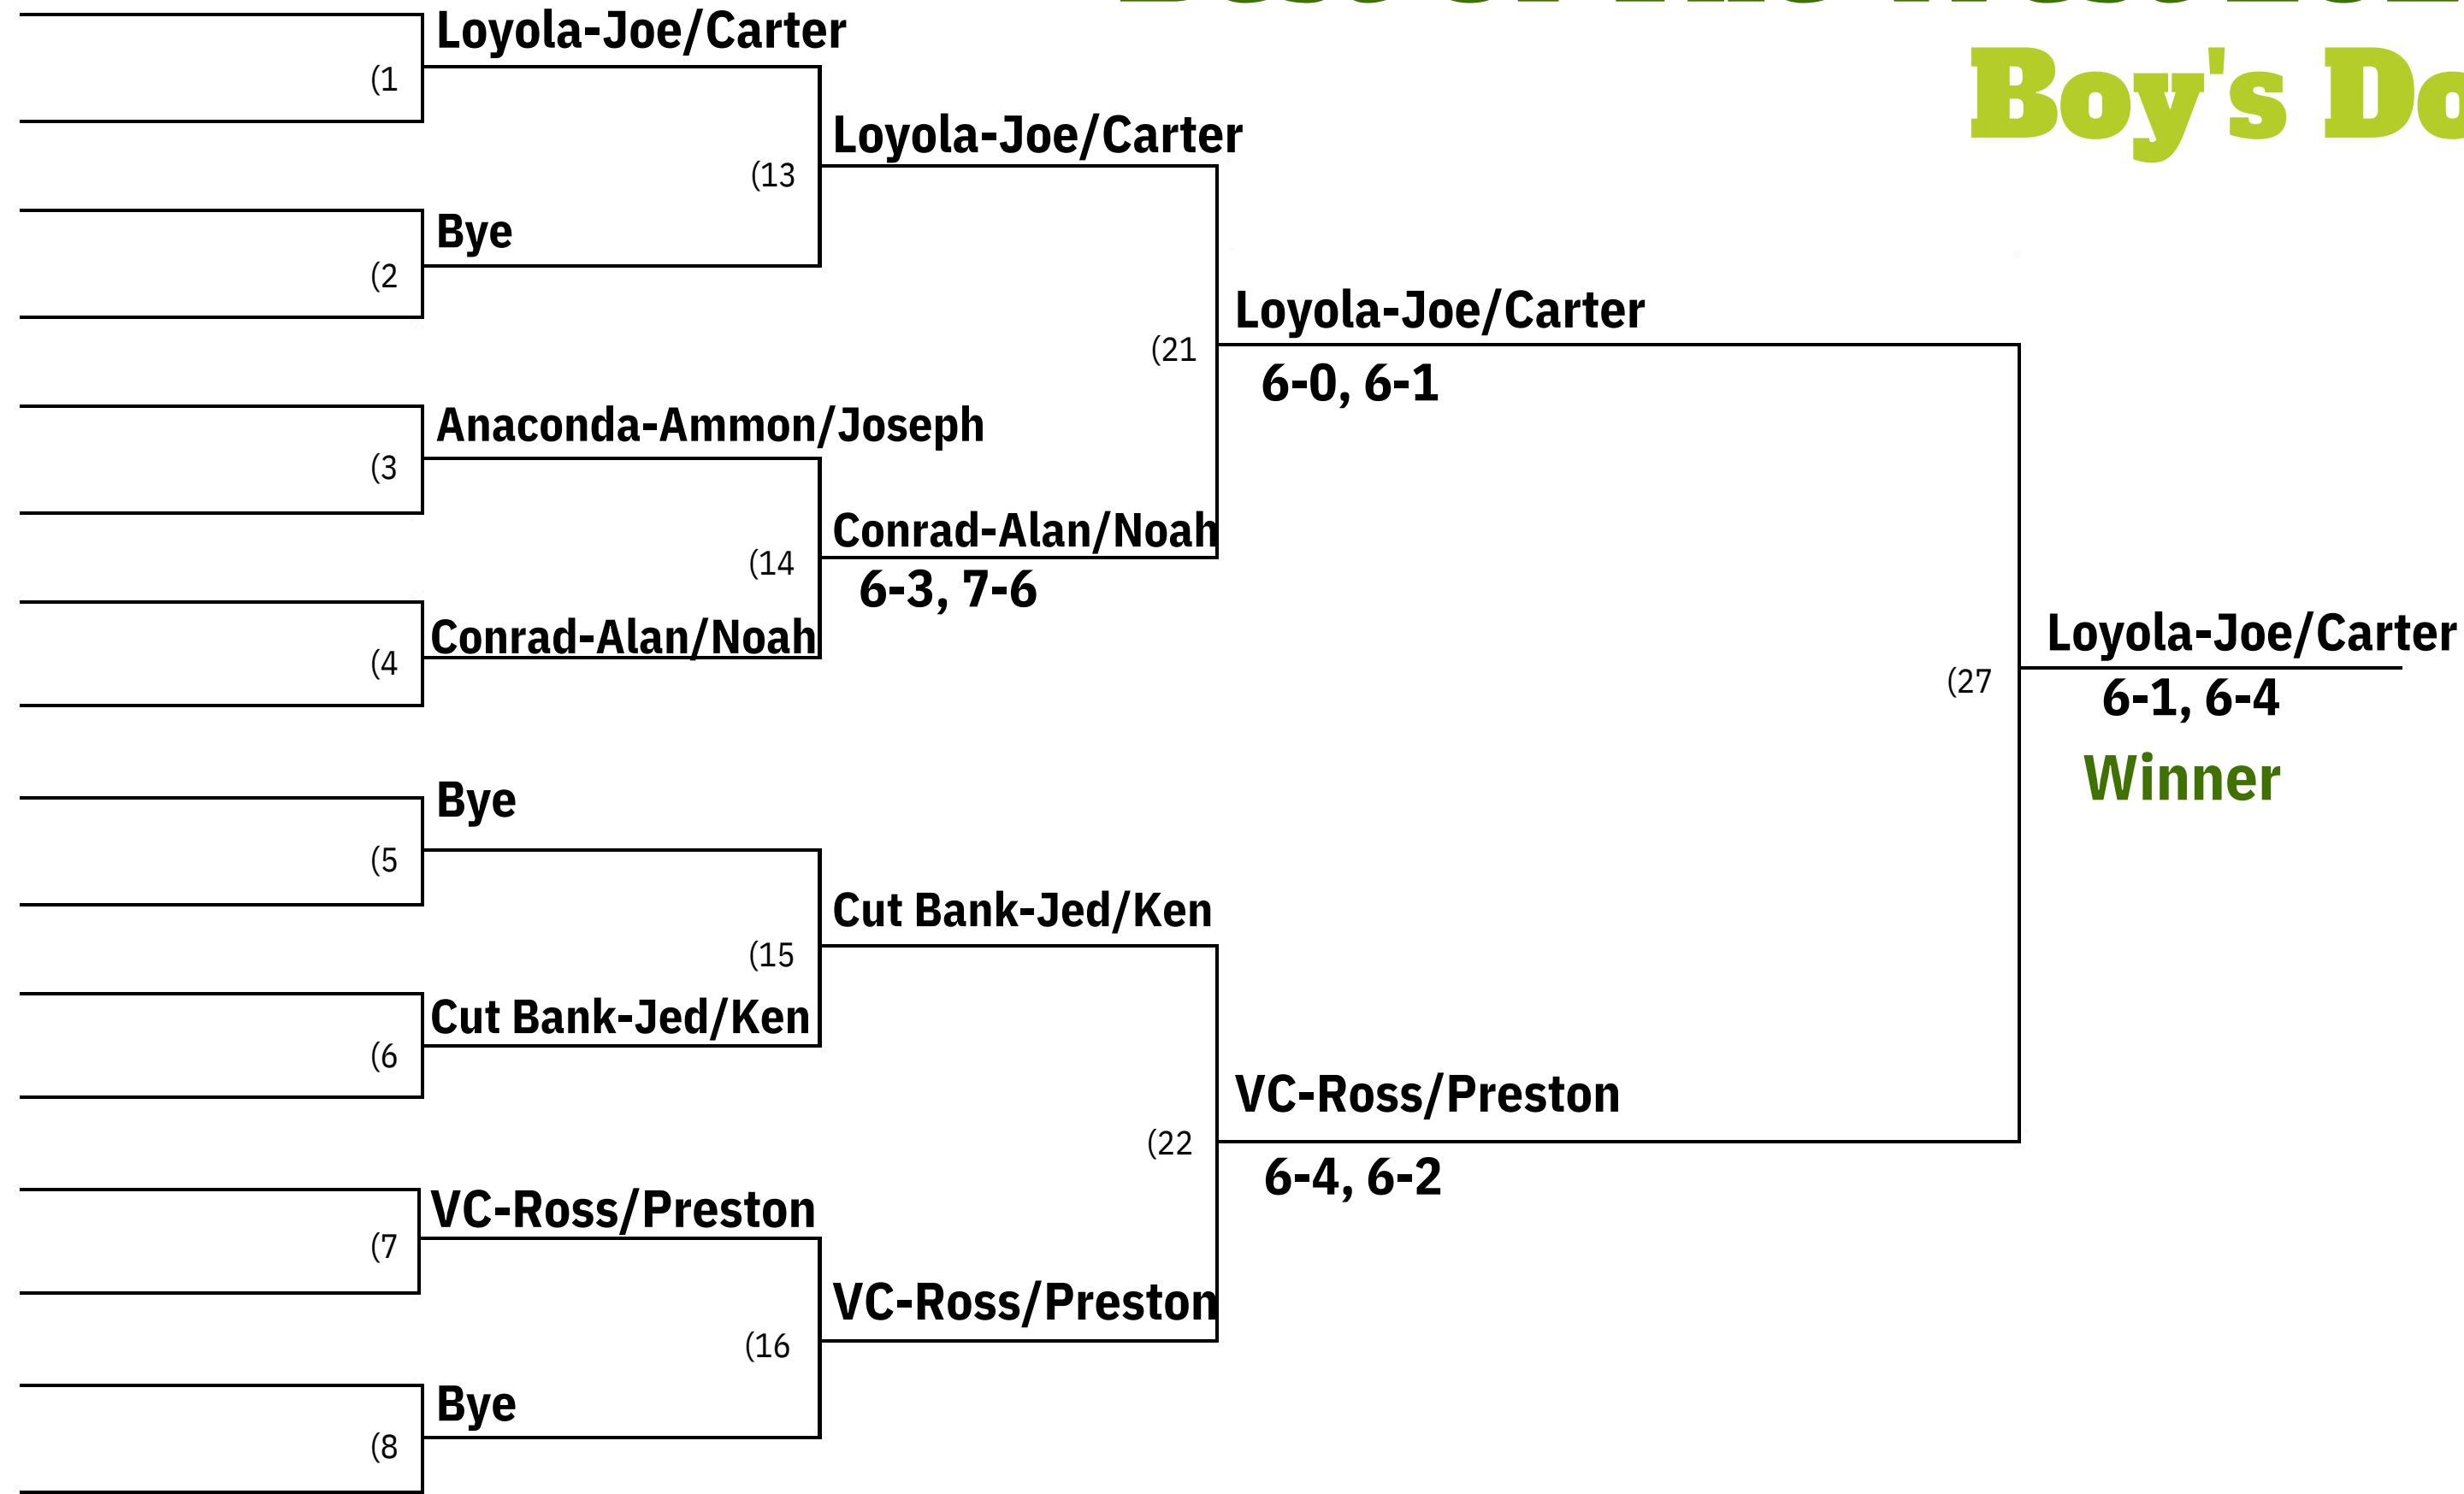 Boy's Do
Loyola-Joe/Carter
(1
Loyola-Joe/Carter
(13
Bye
(2
Loyola-Joe/Carter
(21
6-0, 6-1
Anaconda-Ammon/Joseph
(3
Conrad-Alan/Noah
(14
6-3, 7-6
Conrad-Alan/Noah
(4
Loyola-Joe/Carter
(27
6-1, 6-4
Winner
Bye
(5
Cut Bank-Jed/Ken
(15
Cut Bank-Jed/Ken
(6
VC-Ross/Preston
(22
6-4, 6-2
VC-Ross/Preston
(7
VC-Ross/Preston
(16
Bye
(8